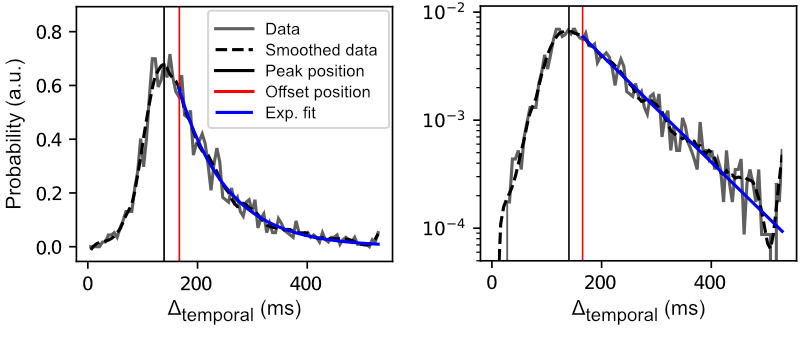 0.8
0.6
0.4
0.2
0.0
Probability (a.u.)
Data
Smoothed data
Peak position
Offset position
Exp. fit
0 200 400
Δtemporal (ms)
10⁻²
10⁻³
10⁻⁴
0 200 400
Δtemporal (ms)